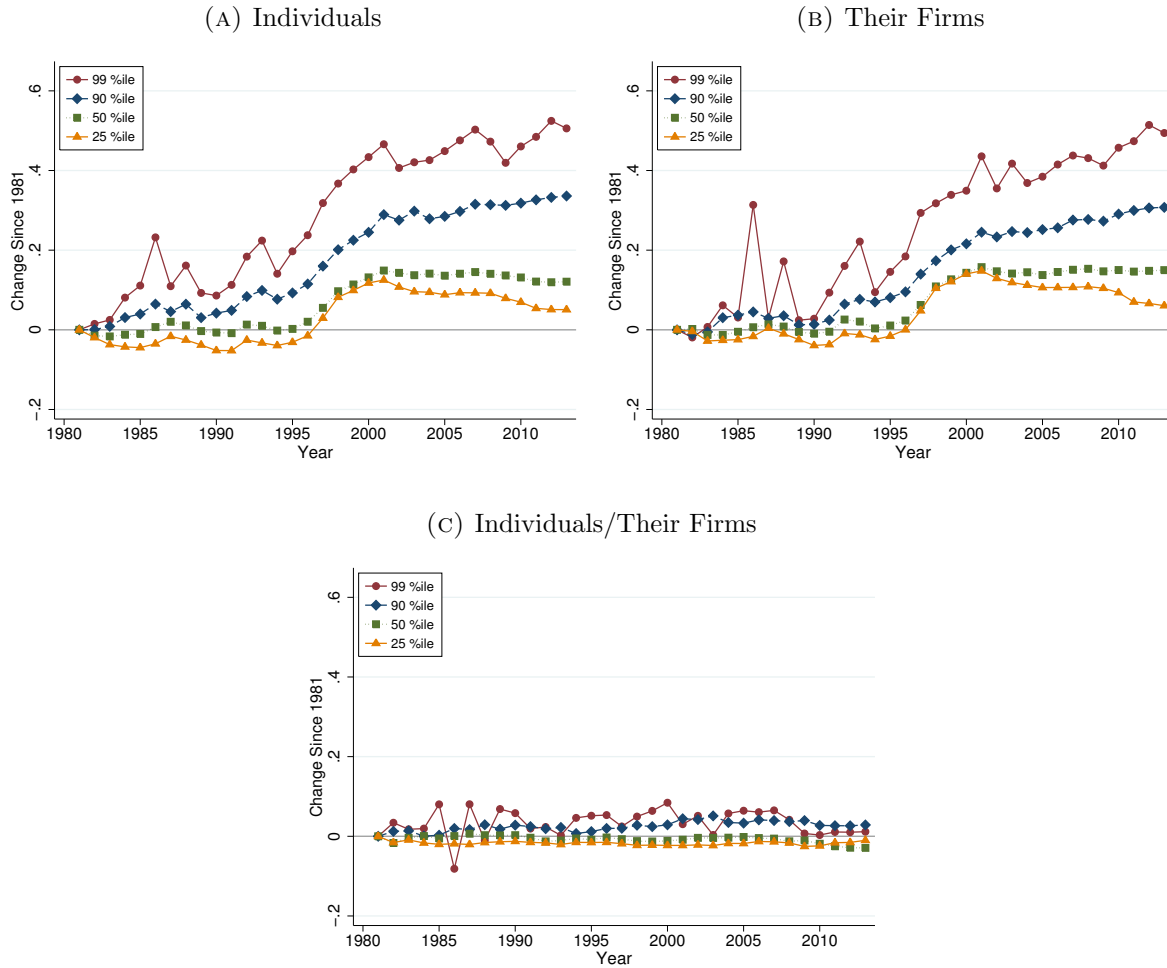 (A) Individuals
99 %ile
90 %ile
50 %ile
25 %ile
Change Since 1981
.6
.4
.2
0
-.2
1980 1985 1990 1995 2000 2005 2010
Year
(B) Their Firms
99 %ile
90 %ile
50 %ile
25 %ile
Change Since 1981
.6
.4
.2
0
-.2
1980 1985 1990 1995 2000 2005 2010
Year
(C) Individuals/Their Firms
99 %ile
90 %ile
50 %ile
25 %ile
Change Since 1981
.6
.4
.2
0
-.2
1980 1985 1990 1995 2000 2005 2010
Year